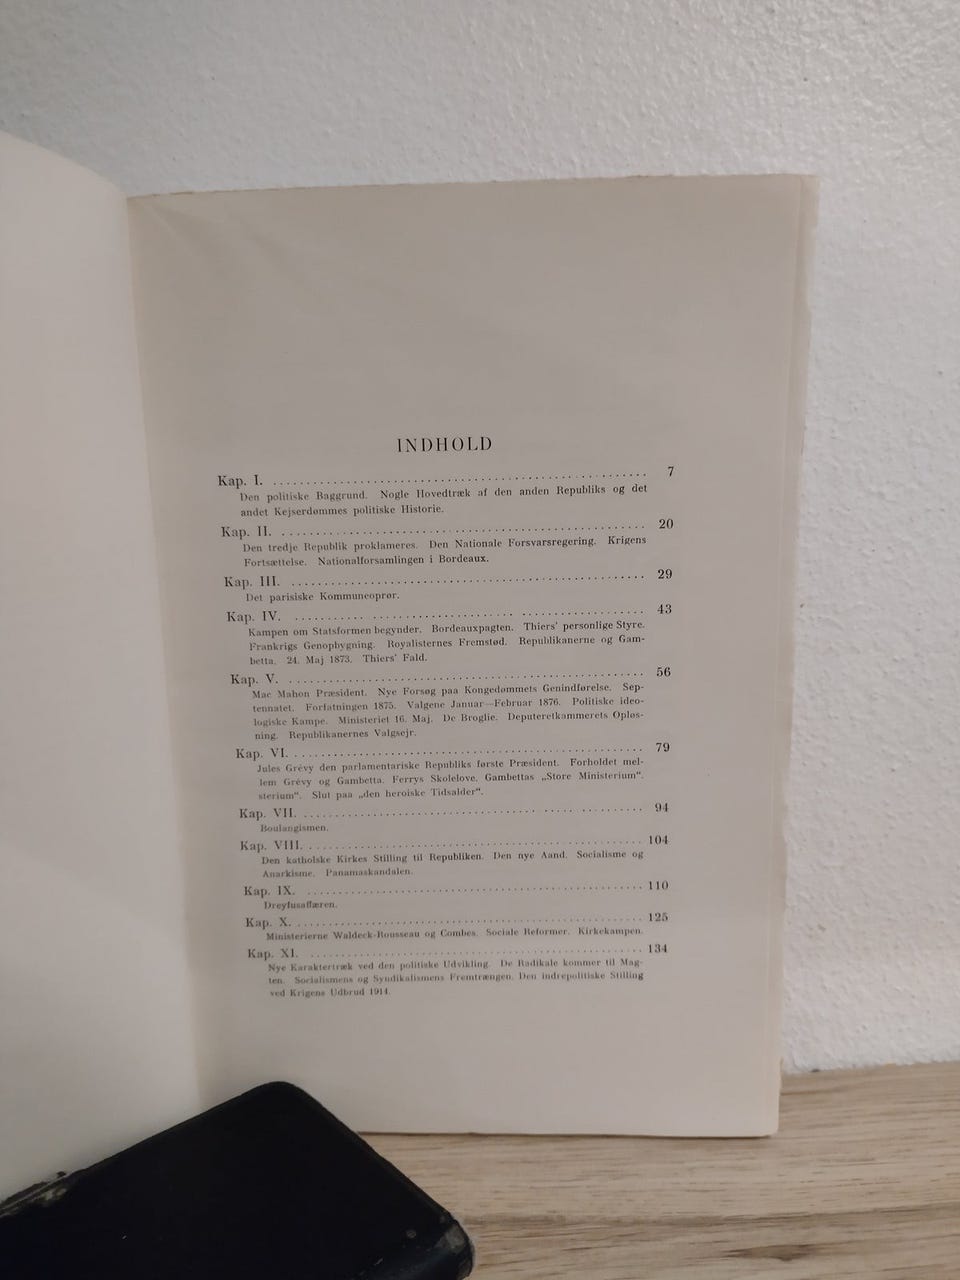 INDHOLD
Kap. I. ........................................................ 7
Den politiske Baggrund. Nogle Hovedtræk af den anden Republiks og det
andet Kejserdømmes politiske Historie.
Kap. II. ........................................................ 20
Den tredje Republik proklameres. Den Nationale Forsvarsregering. Krigens
Fortsættelse. Nationalforsamlingen i Bordeaux.
Kap. III. ........................................................ 29
Det parisiske Kommuneoprør.
Kap. IV. ........................................................ 43
Kampen om Statsformen begynder. Bordeauxpagten. Thiers' personlige Styre.
Frankrigs Genopbygning. Royalisternes Fremstød. Republikanerne og Gam-
betta. 24. Maj 1873. Thiers' Fald.
Kap. V. ........................................................ 56
Mac Mahon Præsident. Nye Forsøg paa Kongedømmets Genindførelse. Sep-
tennatet. Forfatningen 1875. Valgene Januar—Februar 1876. Politiske ideo-
logiske Kampe. Ministeriet 16. Maj. De Broglie. Deputeretkammerets Opløs-
ning. Republikanernes Valgsejr.
Kap. VI. ........................................................ 79
Jules Grévy den parlamentariske Republiks første Præsident. Forholdet mel-
lem Grévy og Gambetta. Ferrys Skolelove. Gambettas „Store Ministerium“.
sterium“. Slut paa „den heroiske Tidsalder“.
Kap. VII. ........................................................ 94
Boulangismen.
Kap. VIII. ........................................................ 104
Den katholske Kirkes Stilling til Republiken. Den nye Aand. Socialisme og
Anarkisme. Panamaskandalen.
Kap. IX. ........................................................ 110
Dreyfusaffæren.
Kap. X. ........................................................ 125
Ministerierne Waldeck-Rousseau og Combes. Sociale Reformer. Kirkekampen.
Kap. XI. ........................................................ 134
Nye Karaktertræk ved den politiske Udvikling. De Radikale kommer til Mag-
ten. Socialismens og Syndikalismens Fremtrængen. Den indrepolitiske Stilling
ved Krigens Udbrud 1914.